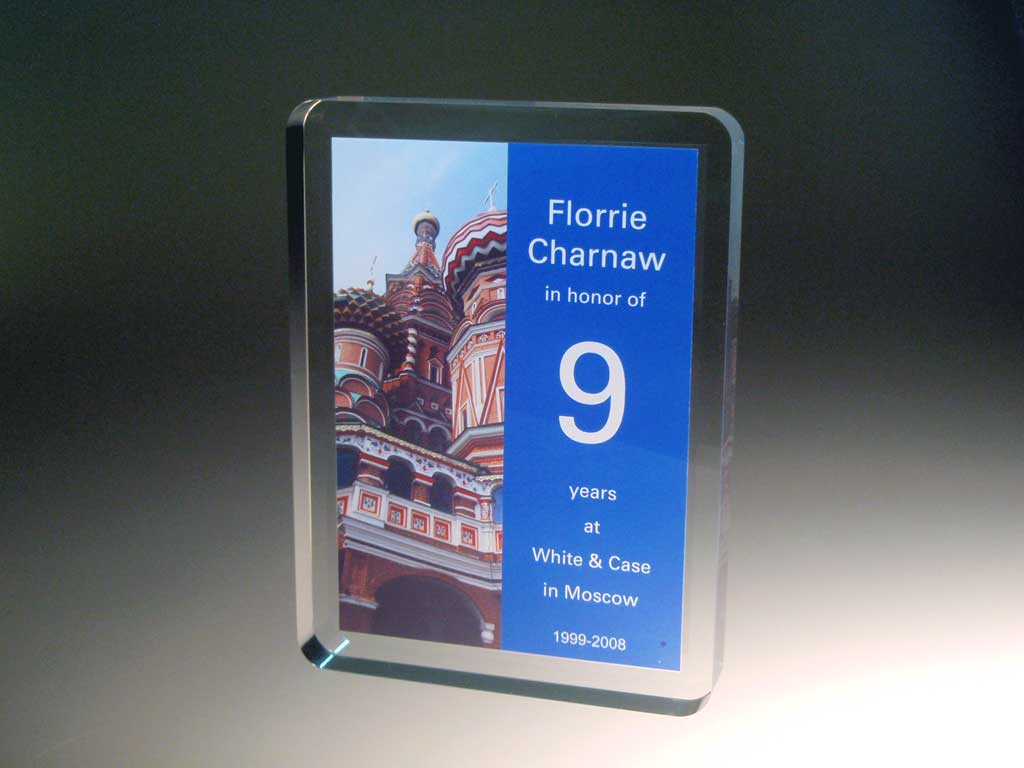 Florrie
Charnaw
in honor of
9
years
at
White & Case
in Moscow
1999-2008